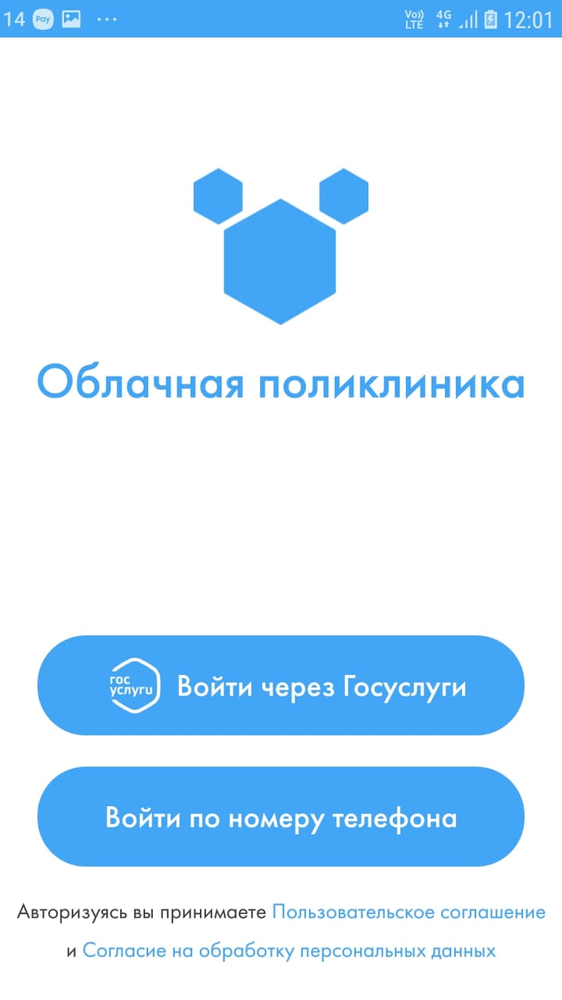 14 Pay ... Vo)) LTE 4G 12:01
Облачная поликлиника
гос
услуги
Войти через Госуслуги
Войти по номеру телефона
Авторизуясь вы принимаете Пользовательское соглашение
и Согласие на обработку персональных данных